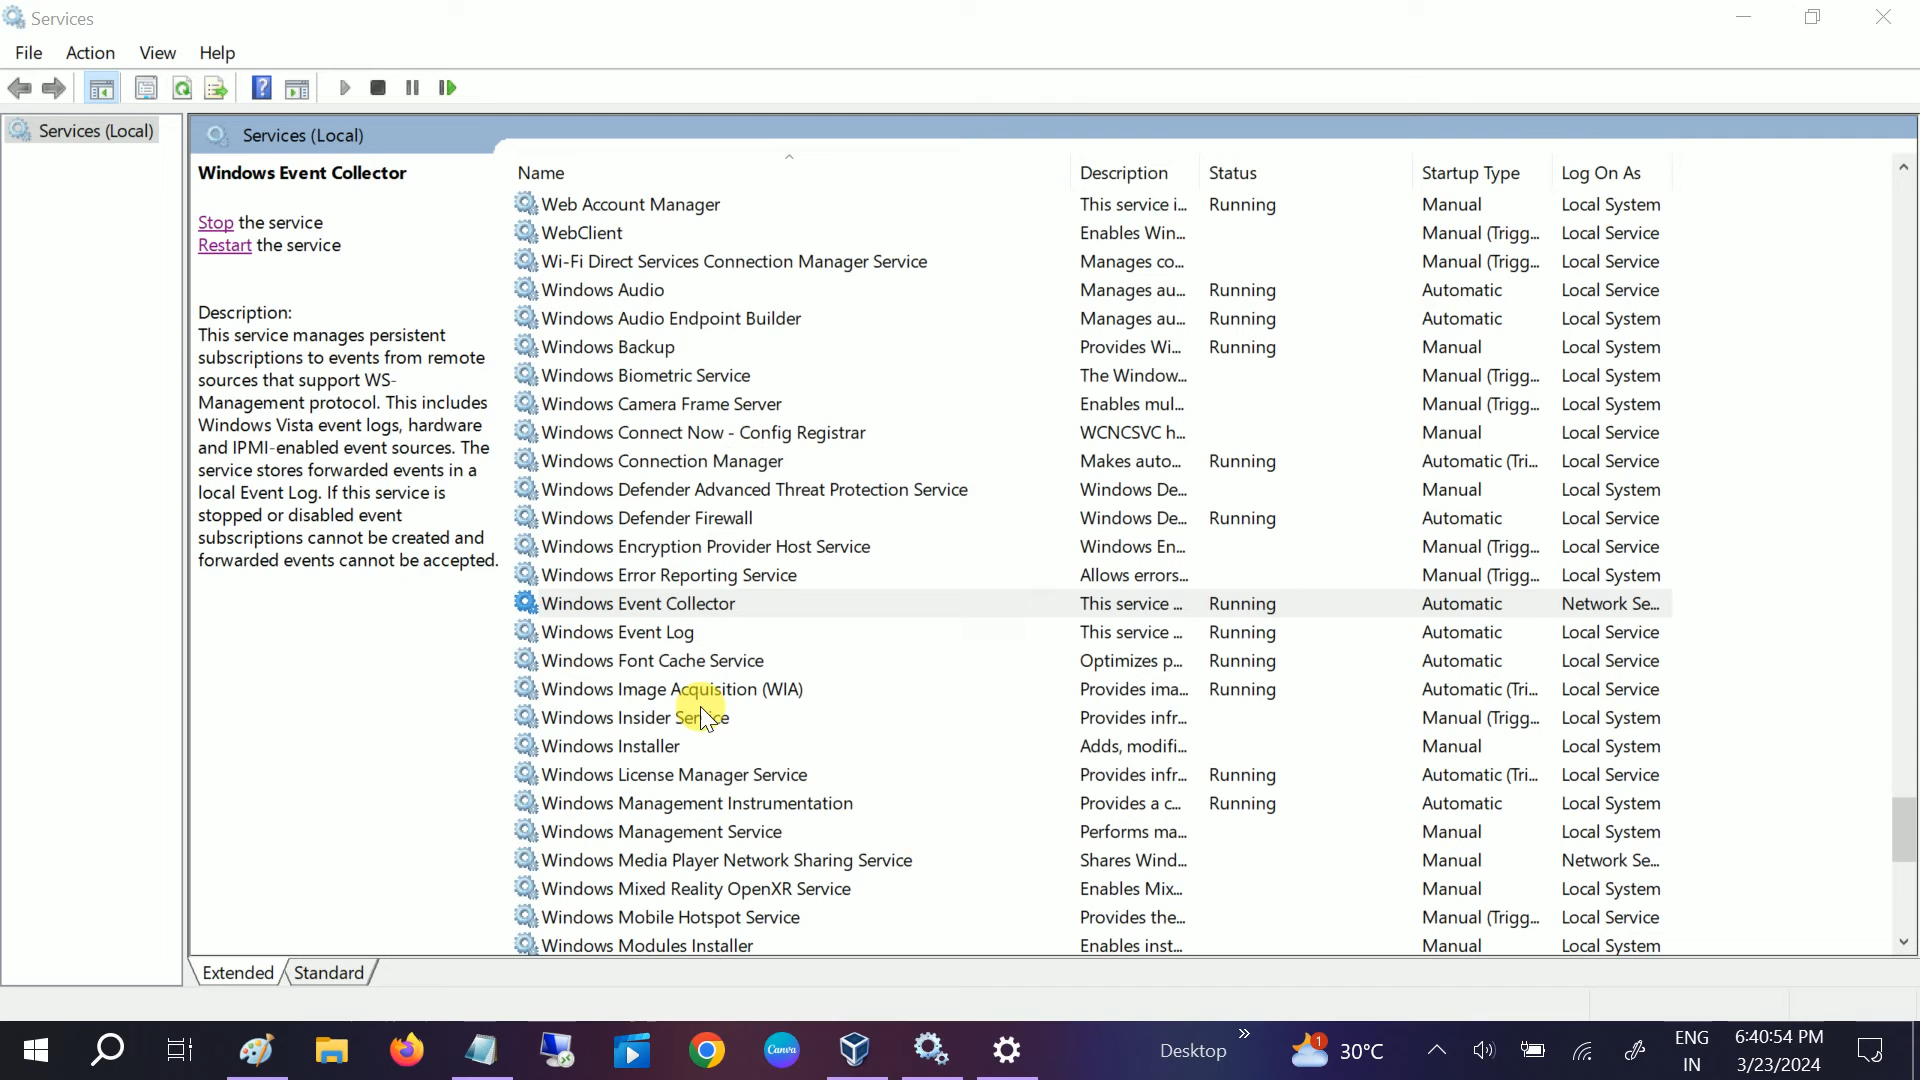 Services
File Action View Help
Services (Local)
Services (Local)
Windows Event Collector
Stop the service
Restart the service
Description:
This service manages persistent
subscriptions to events from remote
sources that support WS-
Management protocol. This includes
Windows Vista event logs, hardware
and IPMI-enabled event sources. The
service stores forwarded events in a
local Event Log. If this service is
stopped or disabled event
subscriptions cannot be created and
forwarded events cannot be accepted.
Name Description Status Startup Type Log On As
Web Account Manager This service i... Running Manual Local System
WebClient Enables Win... Manual (Trigg... Local Service
Wi-Fi Direct Services Connection Manager Service Manages co... Manual (Trigg... Local Service
Windows Audio Manages au... Running Automatic Local Service
Windows Audio Endpoint Builder Manages au... Running Automatic Local System
Windows Backup Provides Wi... Running Manual Local System
Windows Biometric Service The Window... Manual (Trigg... Local System
Windows Camera Frame Server Enables mul... Manual (Trigg... Local System
Windows Connect Now - Config Registrar WCNCSVC h... Manual Local Service
Windows Connection Manager Makes auto... Running Automatic (Tri... Local Service
Windows Defender Advanced Threat Protection Service Windows De... Manual Local System
Windows Defender Firewall Windows De... Running Automatic Local Service
Windows Encryption Provider Host Service Windows En... Manual (Trigg... Local Service
Windows Error Reporting Service Allows errors... Manual (Trigg... Local System
Windows Event Collector This service ... Running Automatic Network Se...
Windows Event Log This service ... Running Automatic Local Service
Windows Font Cache Service Optimizes p... Running Automatic Local Service
Windows Image Acquisition (WIA) Provides ima... Running Automatic (Tri... Local Service
Windows Insider Service Provides infr... Manual (Trigg... Local System
Windows Installer Adds, modifi... Manual Local System
Windows License Manager Service Provides infr... Running Automatic (Tri... Local Service
Windows Management Instrumentation Provides a c... Running Automatic Local System
Windows Management Service Performs ma... Manual Local System
Windows Media Player Network Sharing Service Shares Wind... Manual Network Se...
Windows Mixed Reality OpenXR Service Enables Mix... Manual Local System
Windows Mobile Hotspot Service Provides the... Manual (Trigg... Local Service
Windows Modules Installer Enables inst... Manual Local System
Extended Standard
Canva
Desktop
1
30°C
ENG
IN
6:40:54 PM
3/23/2024